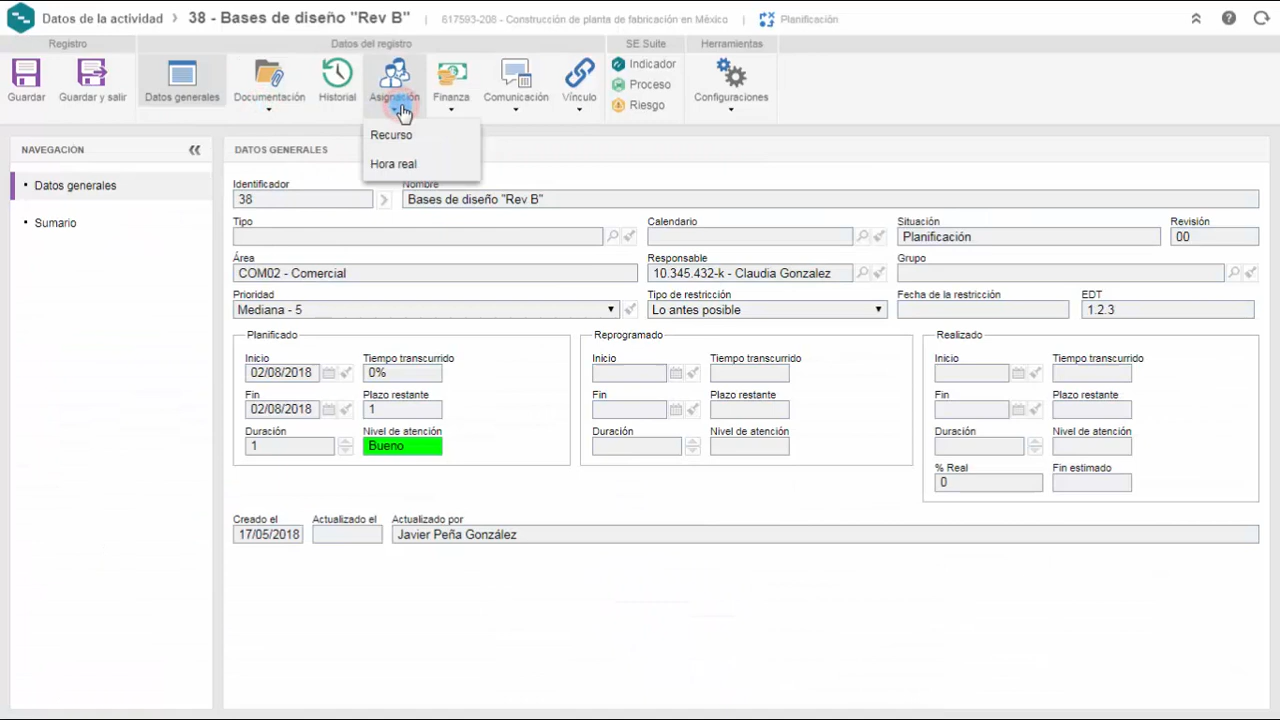 Datos de la actividad
38 - Bases de diseño "Rev B"
617593-208 - Construcción de planta de fabricación en México
Planificación
Registro
Datos del registro
SE Suite
Herramientas
Guardar
Guardar y salir
Datos generales
Documentación
Historial
Asignación
Finanza
Comunicación
Vínculo
Indicador
Proceso
Riesgo
Configuraciones
Recurso
Hora real
NAVEGACIÓN
Datos generales
Sumario
DATOS GENERALES
Identificador
Nombre
38
Bases de diseño "Rev B"
Tipo
Calendario
Situación
Revisión
Planificación
00
Área
Responsable
Grupo
COM02 - Comercial
10.345.432-k - Claudia Gonzalez
Prioridad
Tipo de restricción
Fecha de la restricción
EDT
Mediana - 5
Lo antes posible
1.2.3
Planificado
Inicio
Tiempo transcurrido
02/08/2018
0%
Fin
Plazo restante
02/08/2018
1
Duración
Nivel de atención
1
Bueno
Reprogramado
Inicio
Tiempo transcurrido
Fin
Plazo restante
Duración
Nivel de atención
Realizado
Inicio
Tiempo transcurrido
Fin
Plazo restante
Duración
Nivel de atención
% Real
Fin estimado
0
Creado el
Actualizado el
Actualizado por
17/05/2018
Javier Peña González